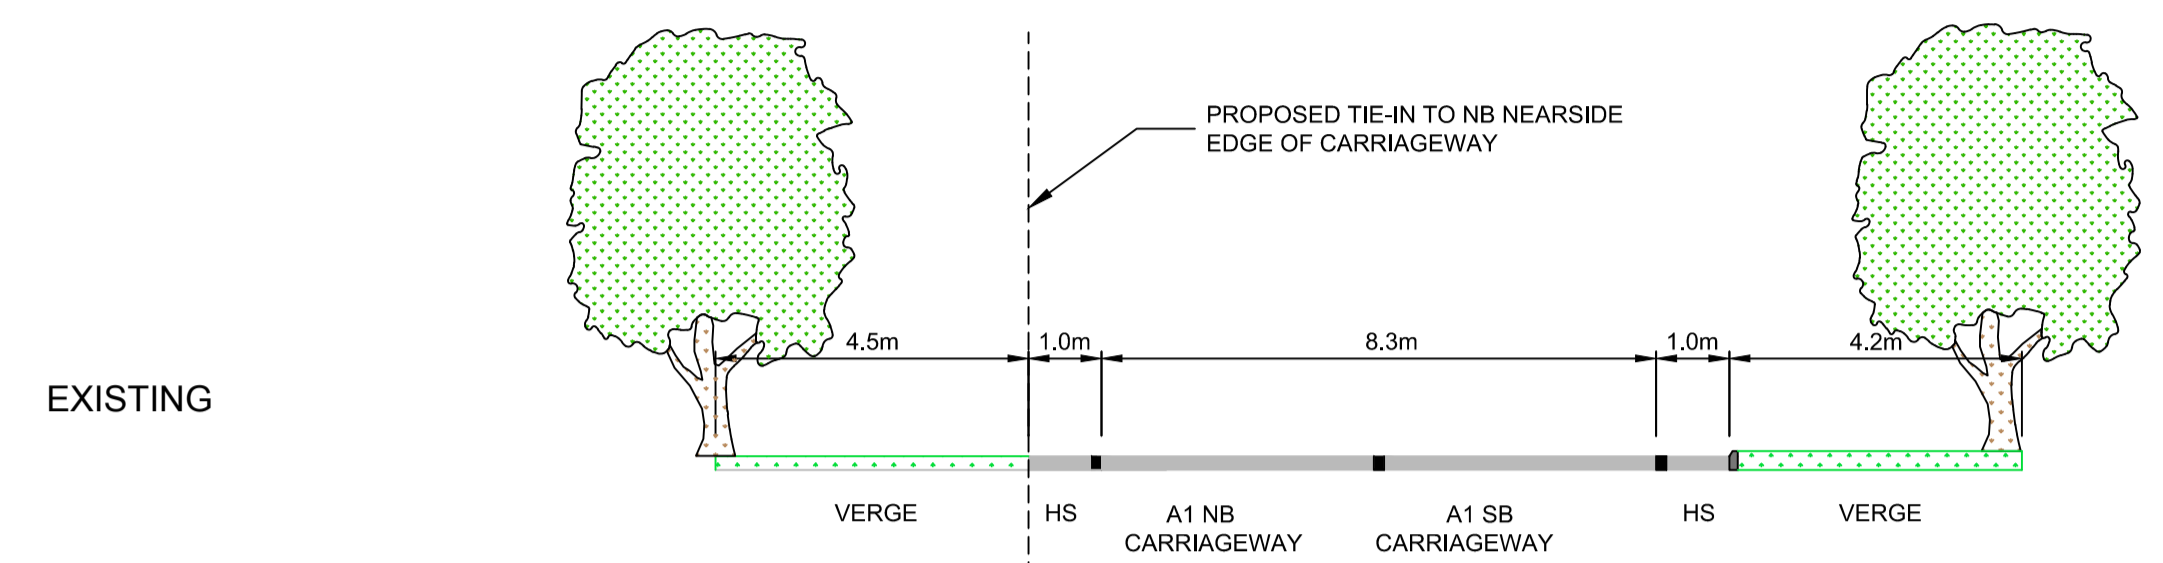 PROPOSED TIE-IN TO NB NEARSIDE
EDGE OF CARRIAGEWAY
4.5m
1.0m
8.3m
1.0m
4.2m
EXISTING
VERGE
HS
A1 NB
CARRIAGEWAY
A1 SB
CARRIAGEWAY
HS
VERGE